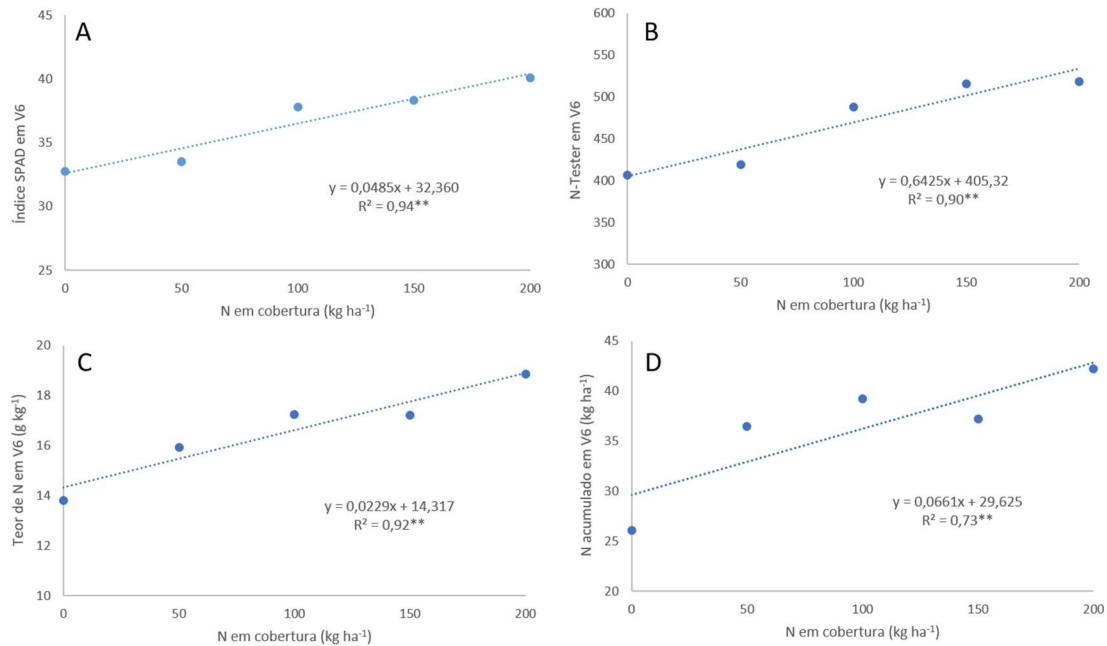 A
Índice SPAD em V6
45
40
35
30
25
y = 0,0485x + 32,360
R² = 0,94**
0 50 100 150 200
N em cobertura (kg ha⁻¹)
B
N-Tester em V6
600
550
500
450
400
350
300
y = 0,6425x + 405,32
R² = 0,90**
0 50 100 150 200
N em cobertura (kg ha⁻¹)
C
Teor de N em V6 (g kg⁻¹)
20
18
16
14
12
10
y = 0,0229x + 14,317
R² = 0,92**
0 50 100 150 200
N em cobertura (kg ha⁻¹)
D
N acumulado em V6 (kg ha⁻¹)
45
40
35
30
25
20
y = 0,0661x + 29,625
R² = 0,73**
0 50 100 150 200
N em cobertura (kg ha⁻¹)